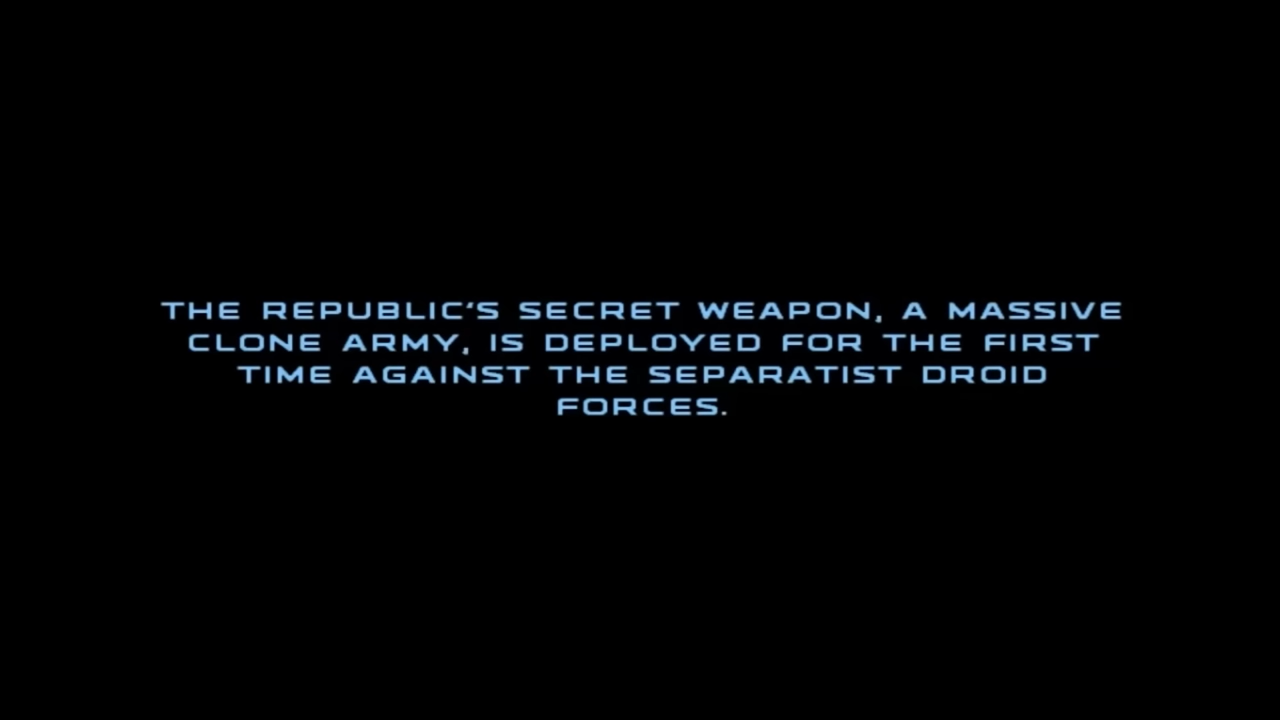 THE REPUBLIC'S SECRET WEAPON, A MASSIVE
CLONE ARMY, IS DEPLOYED FOR THE FIRST
TIME AGAINST THE SEPARATIST DROID
FORCES.